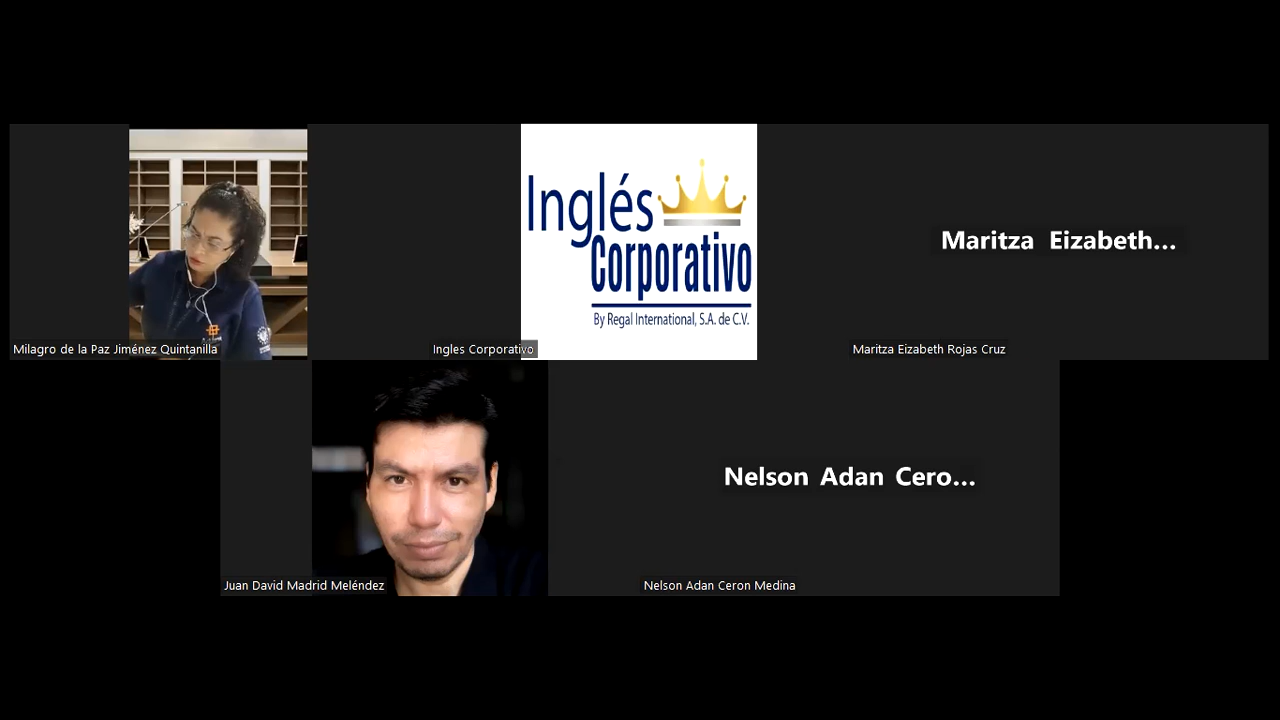 Inglés
Corporativo
By Regal International, S.A. de C.V.
Maritza Eizabeth...
Milagro de la Paz Jiménez Quintanilla
Ingles Corporativo
Maritza Eizabeth Rojas Cruz
Nelson Adan Cero...
Juan David Madrid Meléndez
Nelson Adan Ceron Medina